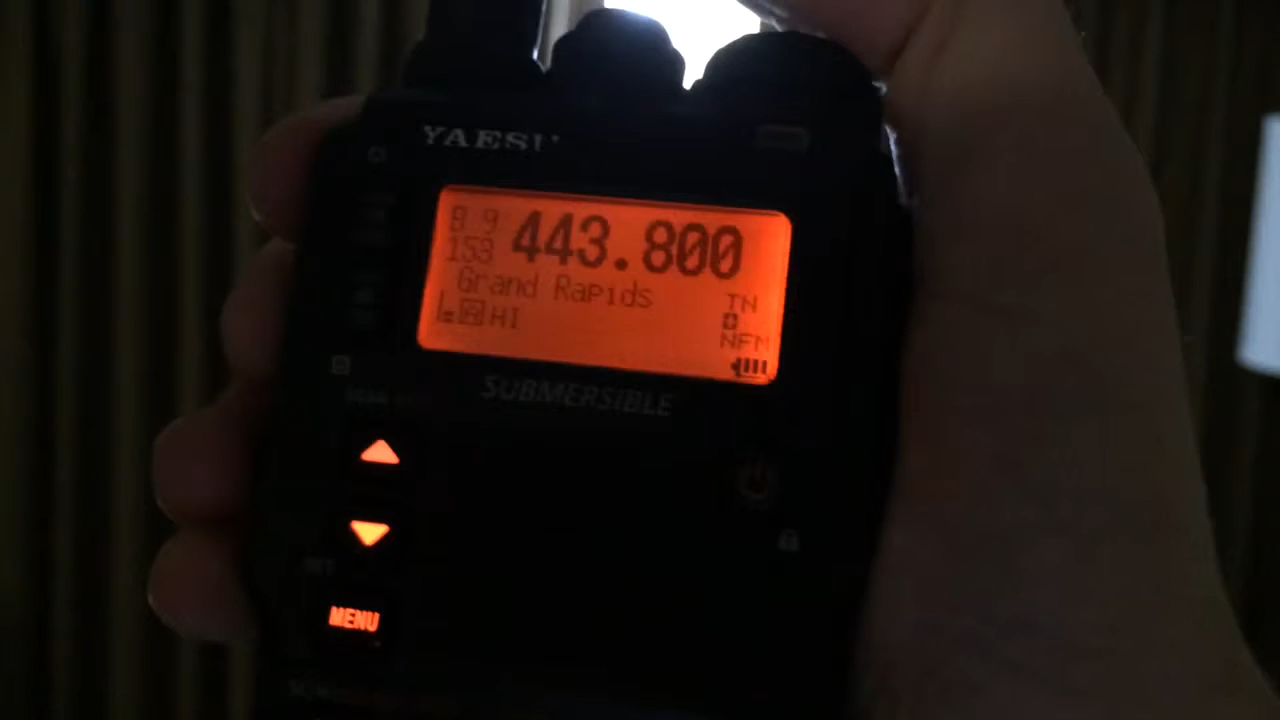 YAESU
B 9
153
443.800
Grand Rapids
HI
TN
NFM
SUBMERSIBLE
MENU